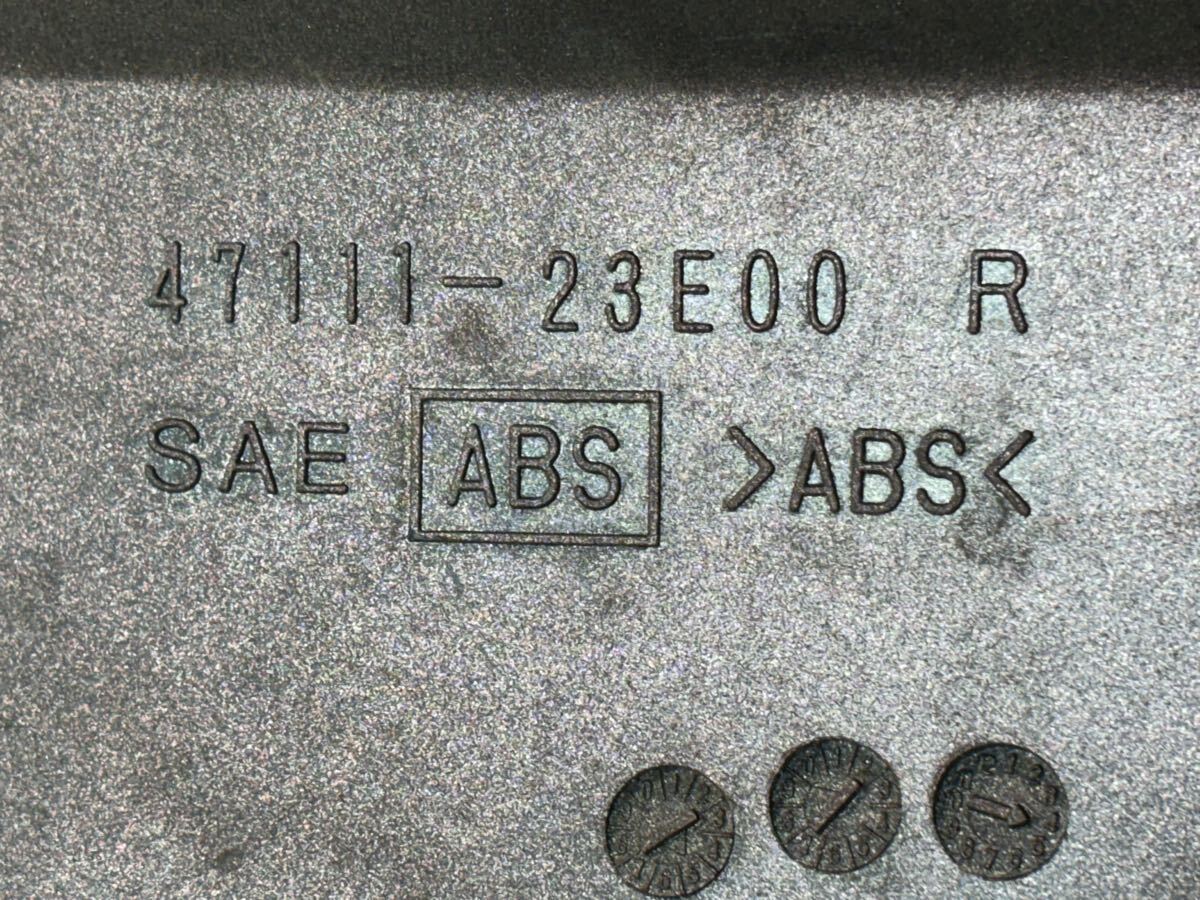 47111-23E00 R
SAE ABS >ABS<